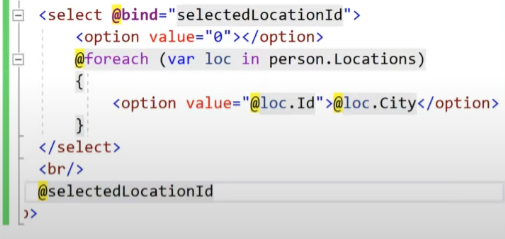 <select @bind="selectedLocationId">
<option value="0"></option>
@foreach (var loc in person.Locations)
{
<option value="@loc.Id">@loc.City</option>
}
</select>
<br/>
@selectedLocationId
>